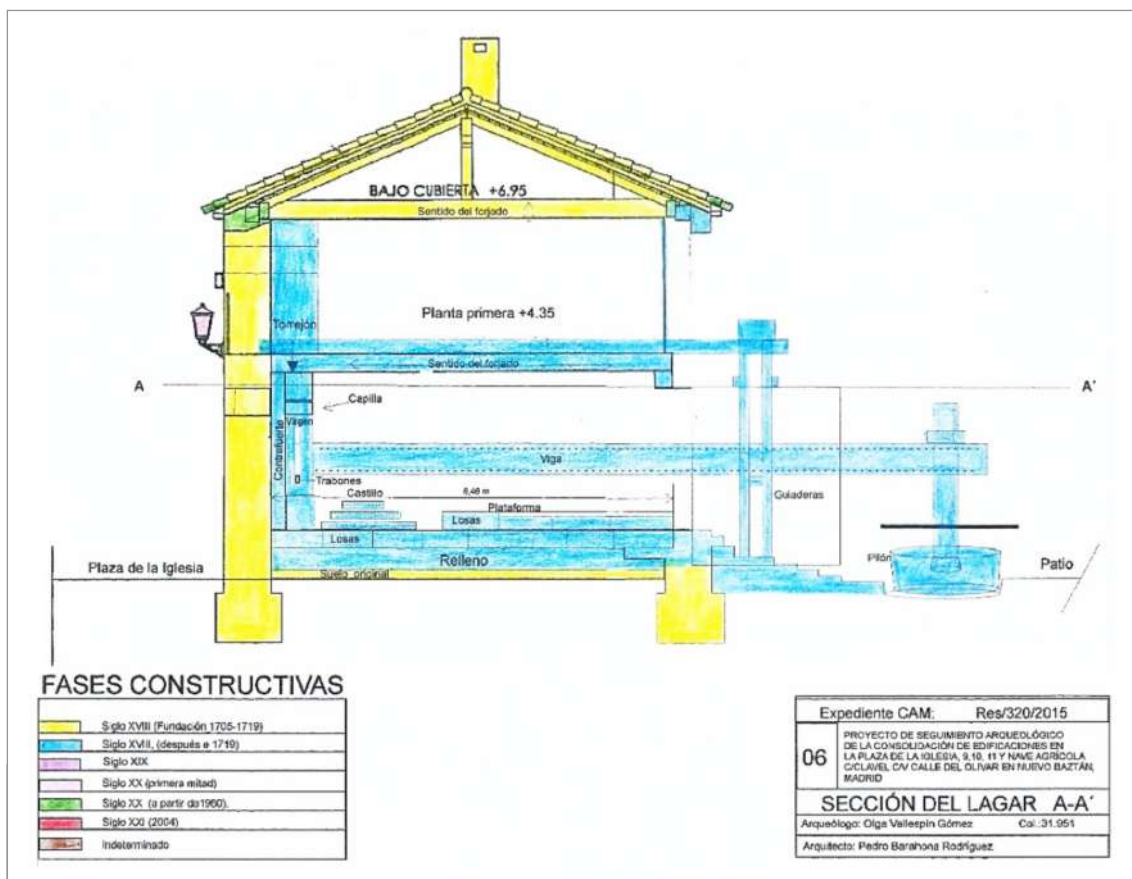 BAJO CUBIERTA +6.95
Sentido del forjado
Planta primera +4.35
Torrejón
Sentido del forjado
A
A'
Capilla
Virgen
Contrafuerte
Viga
Trabones
Castillo
6,46 m
Plataforma
Guiaderas
Losas
Losas
Relleno
Pilón
Plaza de la Iglesia
Suelo original
Patio
FASES CONSTRUCTIVAS
Siglo XVIII (Fundación 1705-1719)
Siglo XVIII, (después e 1719)
Siglo XIX
Siglo XX (primera mitad)
Siglo XX (a partir de1960).
Siglo XXI (2004)
Indeterminado
Expediente CAM: Res/320/2015
06
PROYECTO DE SEGUIMIENTO ARQUEOLÓGICO
DE LA CONSOLIDACIÓN DE EDIFICACIONES EN
LA PLAZA DE LA IGLESIA, 9,10, 11 Y NAVE AGRÍCOLA
C/CLAVEL C/V CALLE DEL OLIVAR EN NUEVO BAZTÁN,
MADRID
SECCIÓN DEL LAGAR A-A'
Arqueólogo: Olga Vallespín Gómez Col.:31.951
Arquitecto: Pedro Barahona Rodríguez